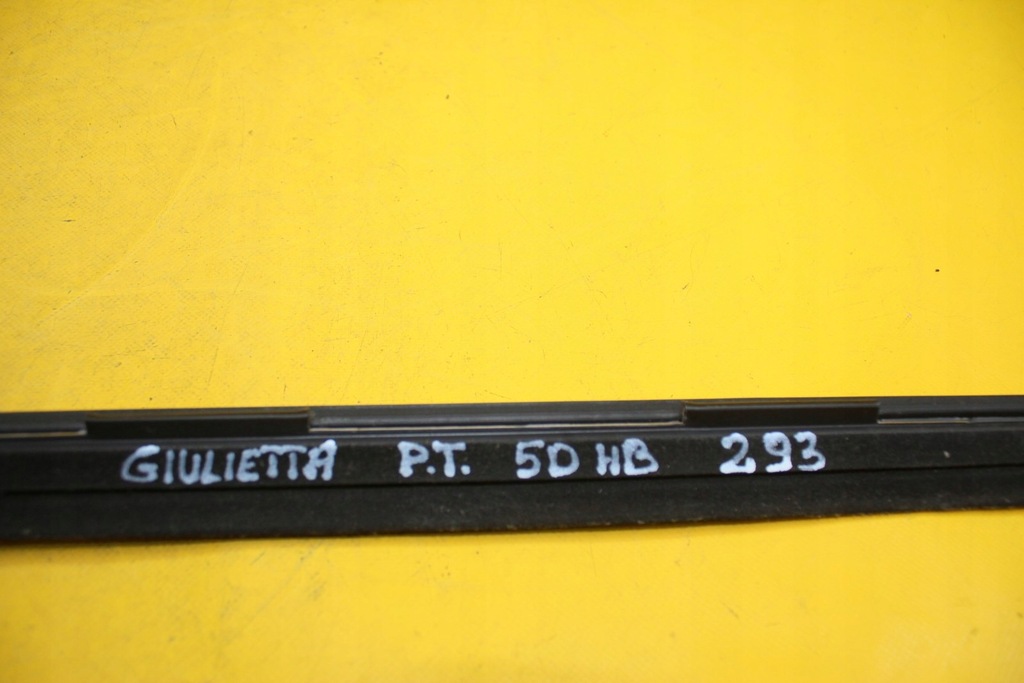 GIULIETTA P.T. 5D HB 293